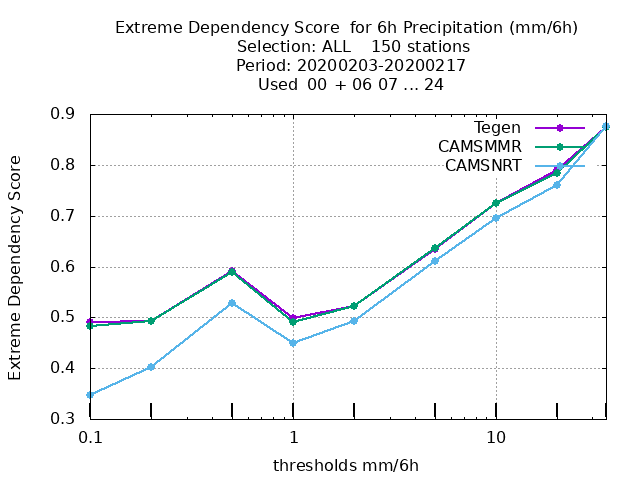 Extreme Dependency Score  for 6h Precipitation (mm/6h)
Selection: ALL    150 stations
Period: 20200203-20200217
Used  00 + 06 07 ... 24
Tegen
CAMSMMR
CAMSNRT
0.9
0.8
0.7
0.6
0.5
0.4
0.3
Extreme Dependency Score
0.1 1 10
thresholds mm/6h